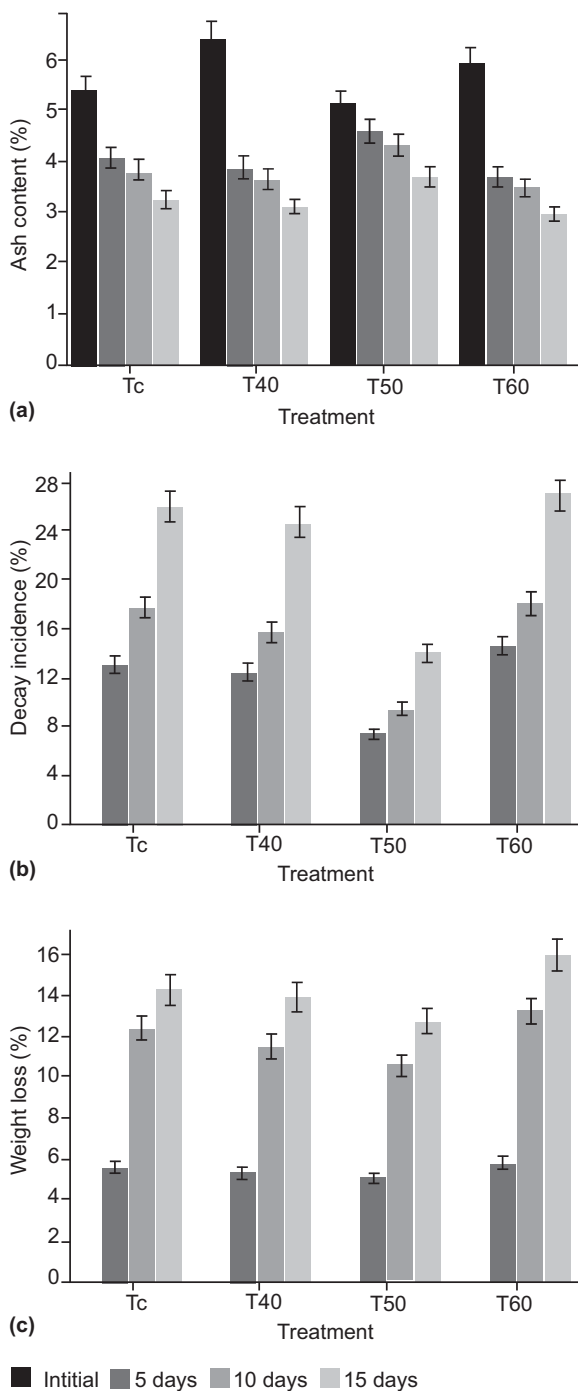 Ash content (%)
6
5
4
3
2
1
0
Tc T40 T50 T60
Treatment
(a)
Decay incidence (%)
28
24
20
16
12
8
4
0
Tc T40 T50 T60
Treatment
(b)
Weight loss (%)
16
14
12
10
8
6
4
2
0
Tc T40 T50 T60
Treatment
(c)
Intitial 5 days 10 days 15 days